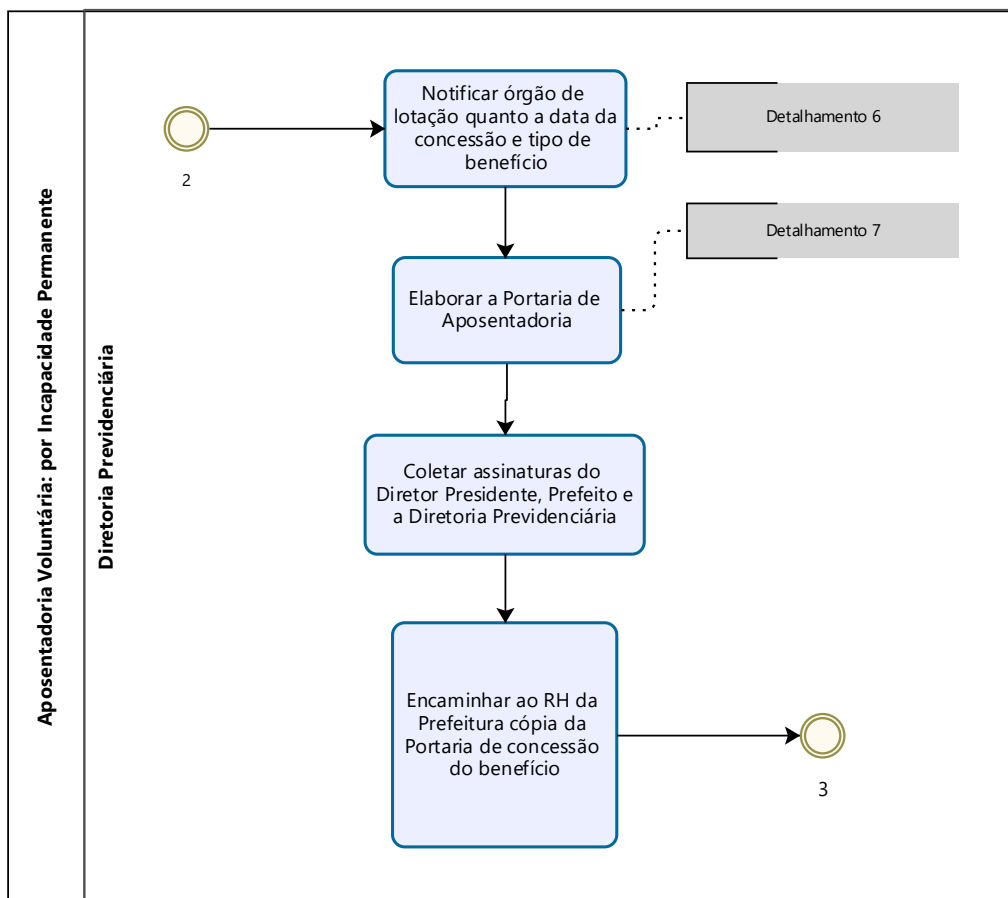 Aposentadoria Voluntária: por Incapacidade Permanente
Diretoria Previdenciária
2
Notificar órgão de
lotação quanto a data da
concessão e tipo de
benefício
Detalhamento 6
Elaborar a Portaria de
Aposentadoria
Detalhamento 7
Coletar assinaturas do
Diretor Presidente, Prefeito e
a Diretoria Previdenciária
Encaminhar ao RH da
Prefeitura cópia da
Portaria de concessão
do benefício
3